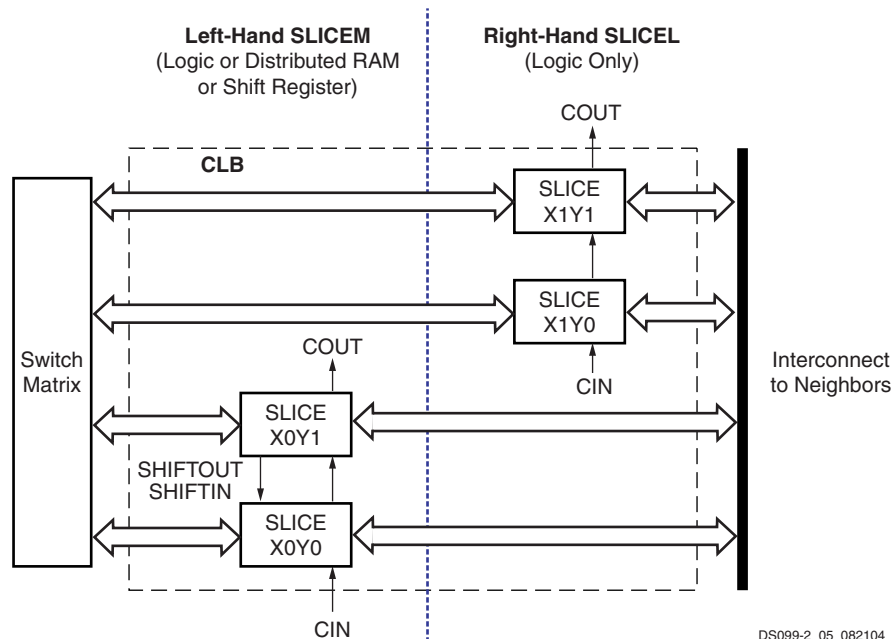 Left-Hand SLICEM
(Logic or Distributed RAM
or Shift Register)
Right-Hand SLICEL
(Logic Only)
COUT
CLB
SLICE
X1Y1
SLICE
X1Y0
COUT
CIN
Switch
Matrix
Interconnect
to Neighbors
SLICE
X0Y1
SHIFTOUT
SHIFTIN
SLICE
X0Y0
CIN
DS099-2_05_082104